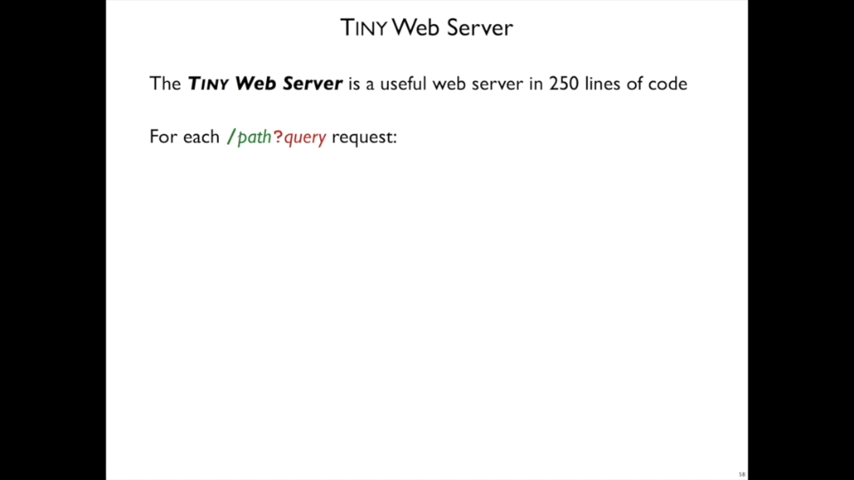 TINY Web Server
The TINY Web Server is a useful web server in 250 lines of code
For each /path?query request:
58